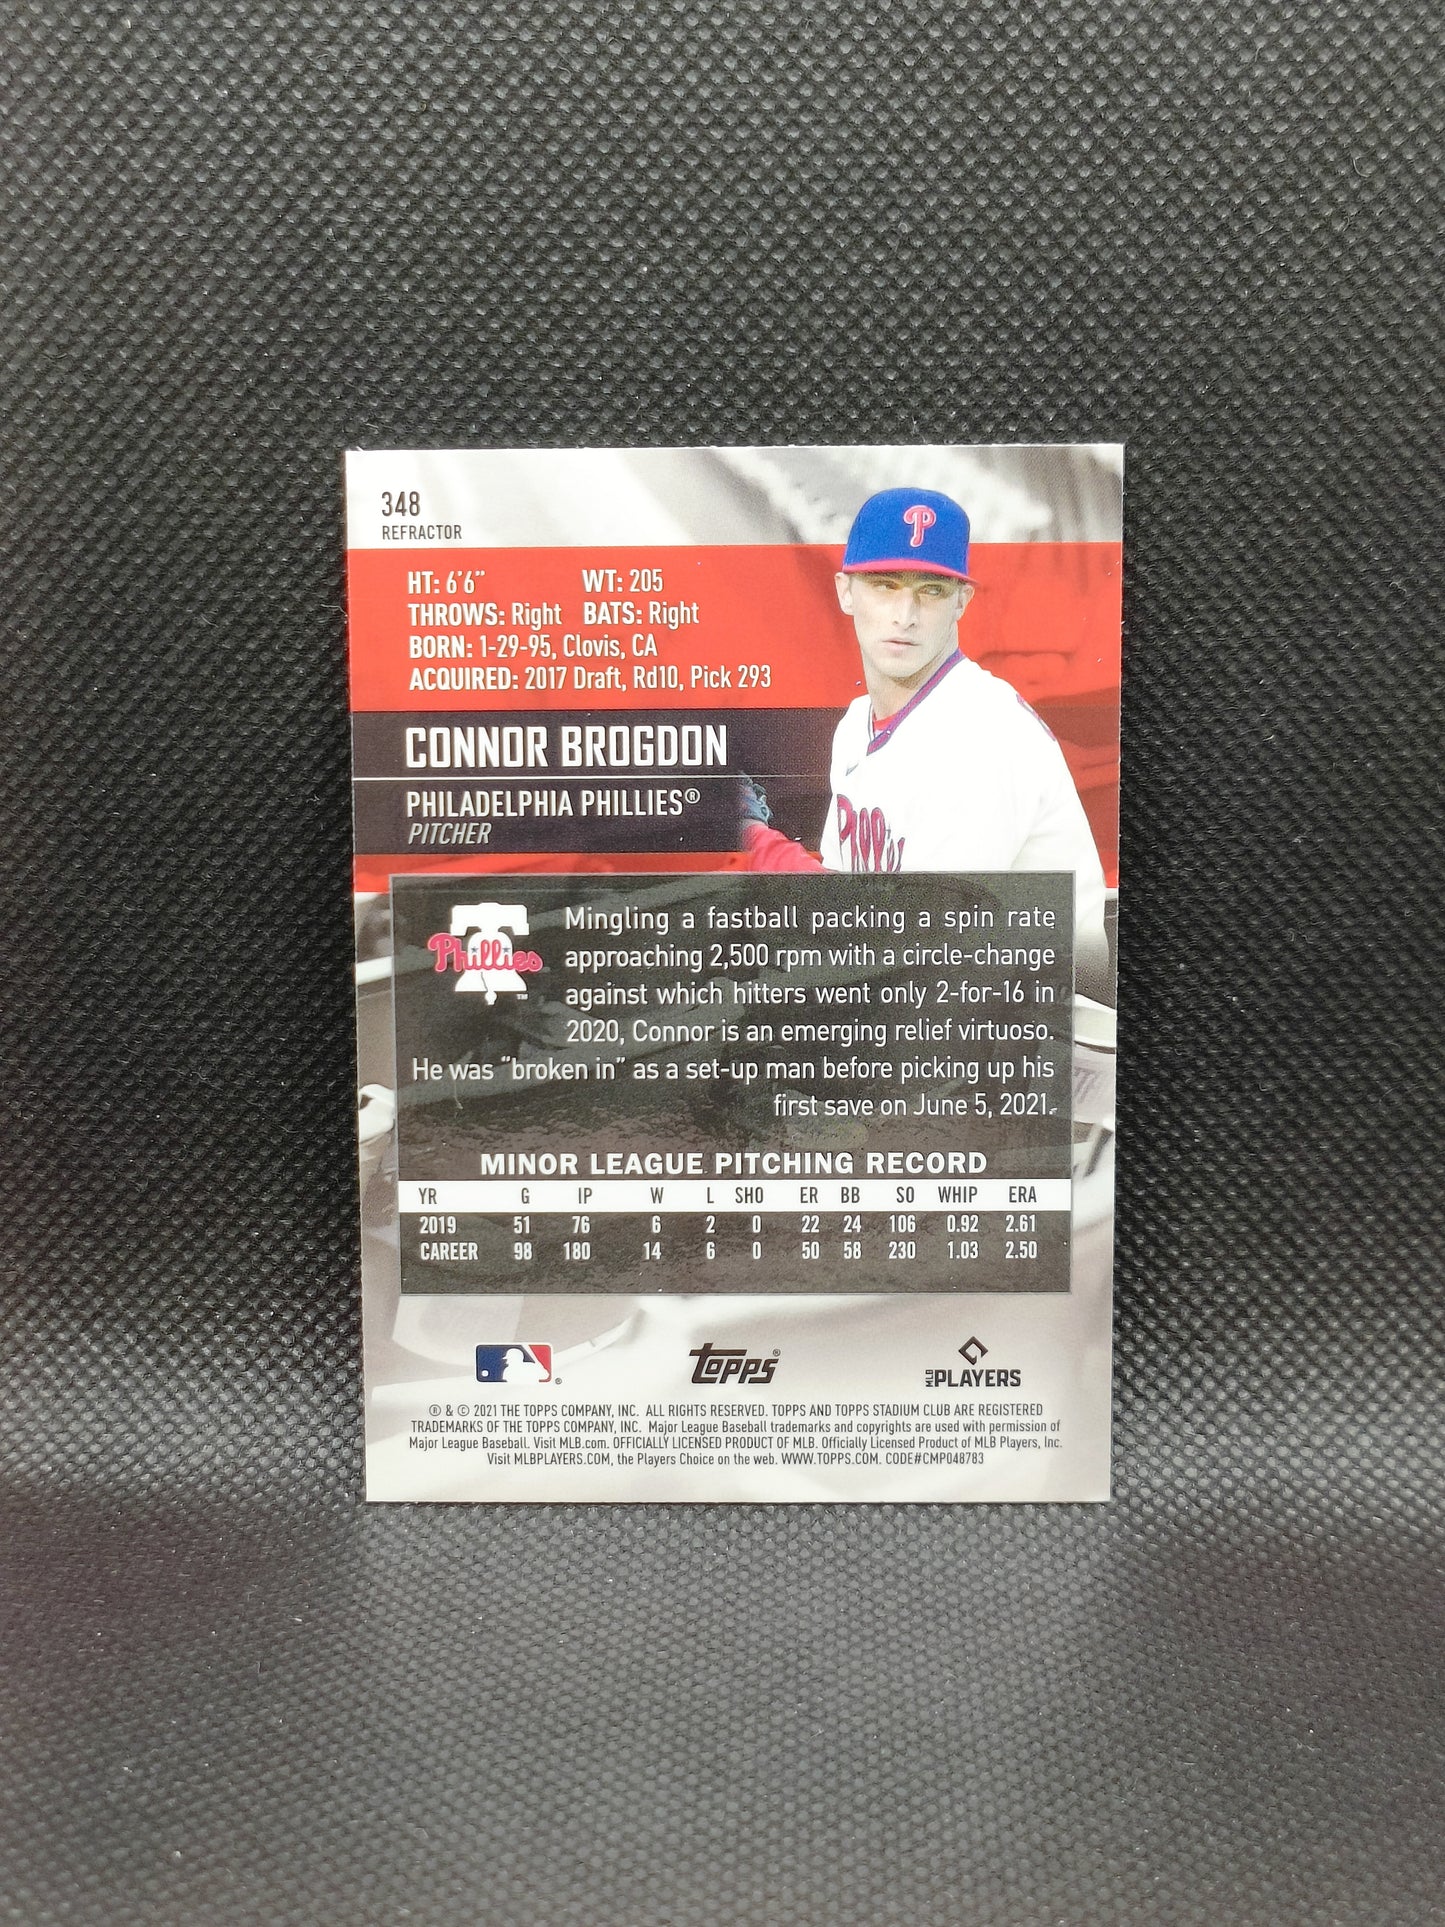 348
REFRACTOR
P
HT: 6'6" WT: 205
THROWS: Right BATS: Right
BORN: 1-29-95, Clovis, CA
ACQUIRED: 2017 Draft, Rd10, Pick 293
CONNOR BROGDON
PHILADELPHIA PHILLIES®
PITCHER
Phillies
Phillies ™
Mingling a fastball packing a spin rate
approaching 2,500 rpm with a circle-change
against which hitters went only 2-for-16 in
2020, Connor is an emerging relief virtuoso.
He was "broken in" as a set-up man before picking up his
first save on June 5, 2021.
MINOR LEAGUE PITCHING RECORD
YR G IP W L SHO ER BB SO WHIP ERA
2019 51 76 6 2 0 22 24 106 0.92 2.61
CAREER 98 180 14 6 0 50 58 230 1.03 2.50
® TOPPS® MLB PLAYERS
® & © 2021 THE TOPPS COMPANY, INC. ALL RIGHTS RESERVED. TOPPS AND TOPPS STADIUM CLUB ARE REGISTERED
TRADEMARKS OF THE TOPPS COMPANY, INC. Major League Baseball trademarks and copyrights are used with permission of
Major League Baseball. Visit MLB.com. OFFICIALLY LICENSED PRODUCT OF MLB. Officially Licensed Product of MLB Players, Inc.
Visit MLBPLAYERS.COM, the Players Choice on the web. WWW.TOPPS.COM. CODE#CMP048783